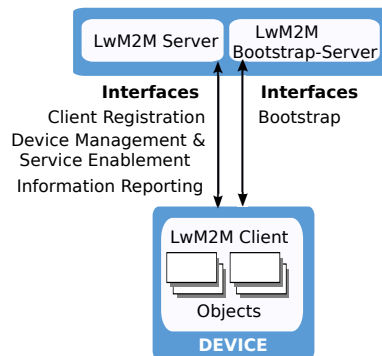 LwM2M Server
LwM2M
Bootstrap-Server
Interfaces
Client Registration
Device Management &
Service Enablement
Information Reporting
Interfaces
Bootstrap
LwM2M Client
Objects
DEVICE